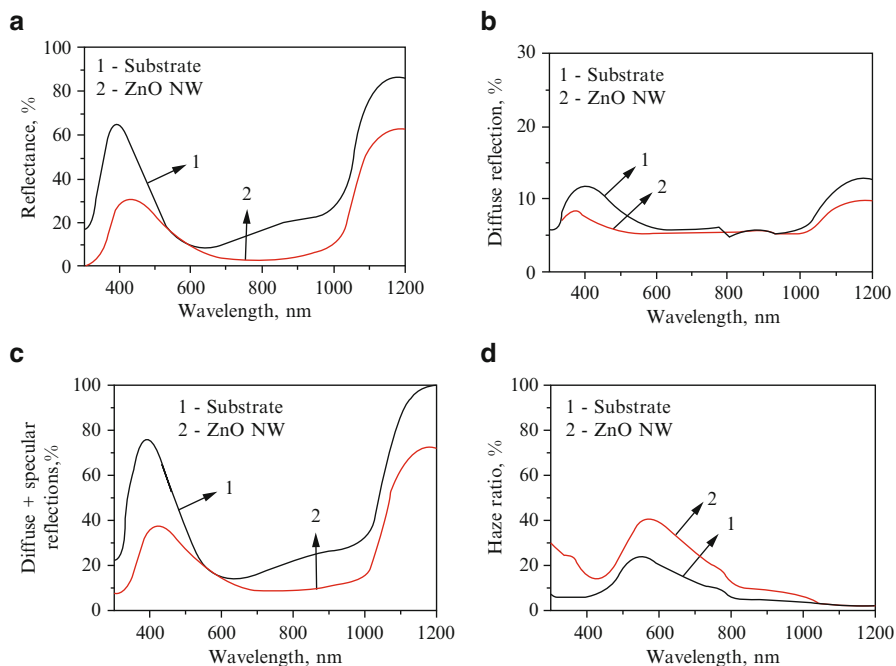 a
1 - Substrate
2 - ZnO NW
Reflectance, %
100
80
60
40
20
0
1
2
400 600 800 1000 1200
Wavelength, nm
b
1 - Substrate
2 - ZnO NW
Diffuse reflection, %
30
25
20
15
10
5
0
1
2
400 600 800 1000 1200
Wavelength, nm
c
1 - Substrate
2 - ZnO NW
Diffuse + specular
reflections,%
100
80
60
40
20
0
1
2
400 600 800 1000 1200
Wavelength, nm
d
1 - Substrate
2 - ZnO NW
Haze ratio, %
100
80
60
40
20
0
2
1
400 600 800 1000 1200
Wavelength, nm